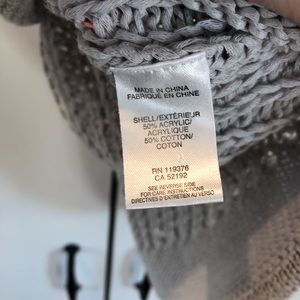 MADE IN CHINA
FABRIQUE EN CHINE
SHELL/EXTÉRIEUR
50% ACRYLIC/
ACRYLIQUE
50% COTTON/
COTON
RN 119376
CA 52192
SEE REVERSE SIDE
FOR CARE INSTRUCTIONS
DIRECTIVES D'ENTRETIEN AU VERSO